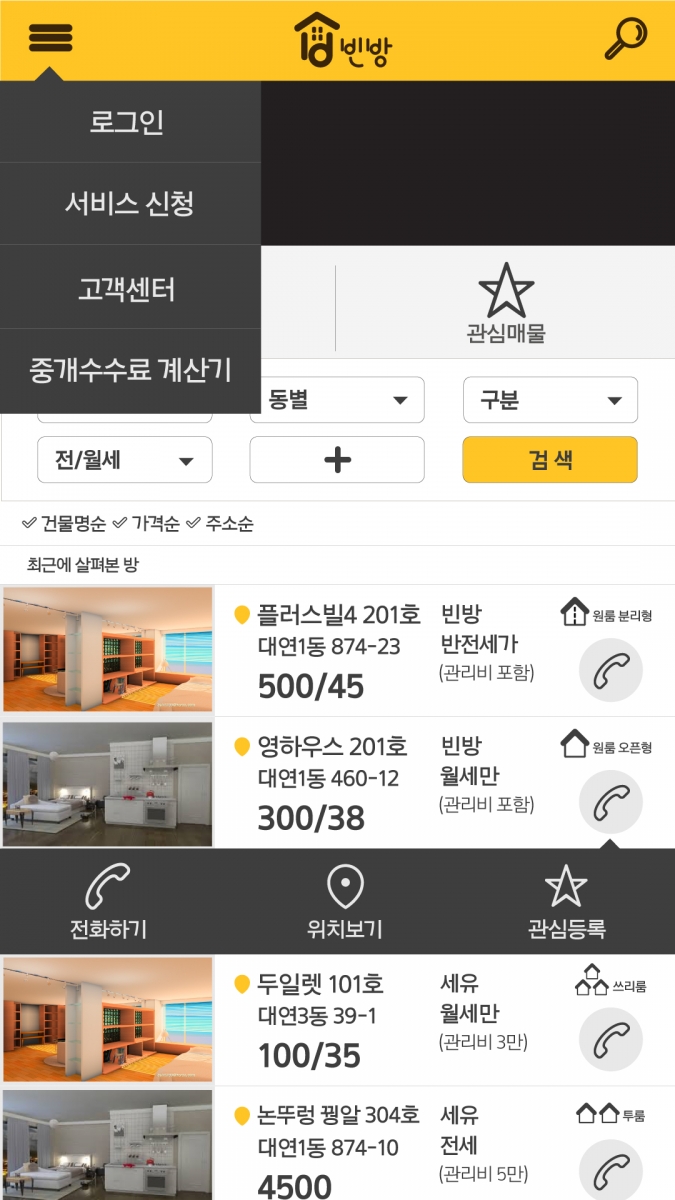 빈방
로그인
서비스 신청
고객센터
중개수수료 계산기
관심매물
동별
구분
전/월세
검색
건물명순 가격순 주소순
최근에 살펴본 방
플러스빌4 201호
대연1동 874-23
500/45
빈방
반전세가
(관리비 포함)
원룸 분리형
영하우스 201호
대연1동 460-12
300/38
빈방
월세만
(관리비 포함)
원룸 오픈형
전화하기
위치보기
관심등록
두일렛 101호
대연3동 39-1
100/35
세유
월세만
(관리비 3만)
쓰리룸
논뚜렁 꿩알 304호
대연1동 874-10
4500
세유
전세
(관리비 5만)
투룸